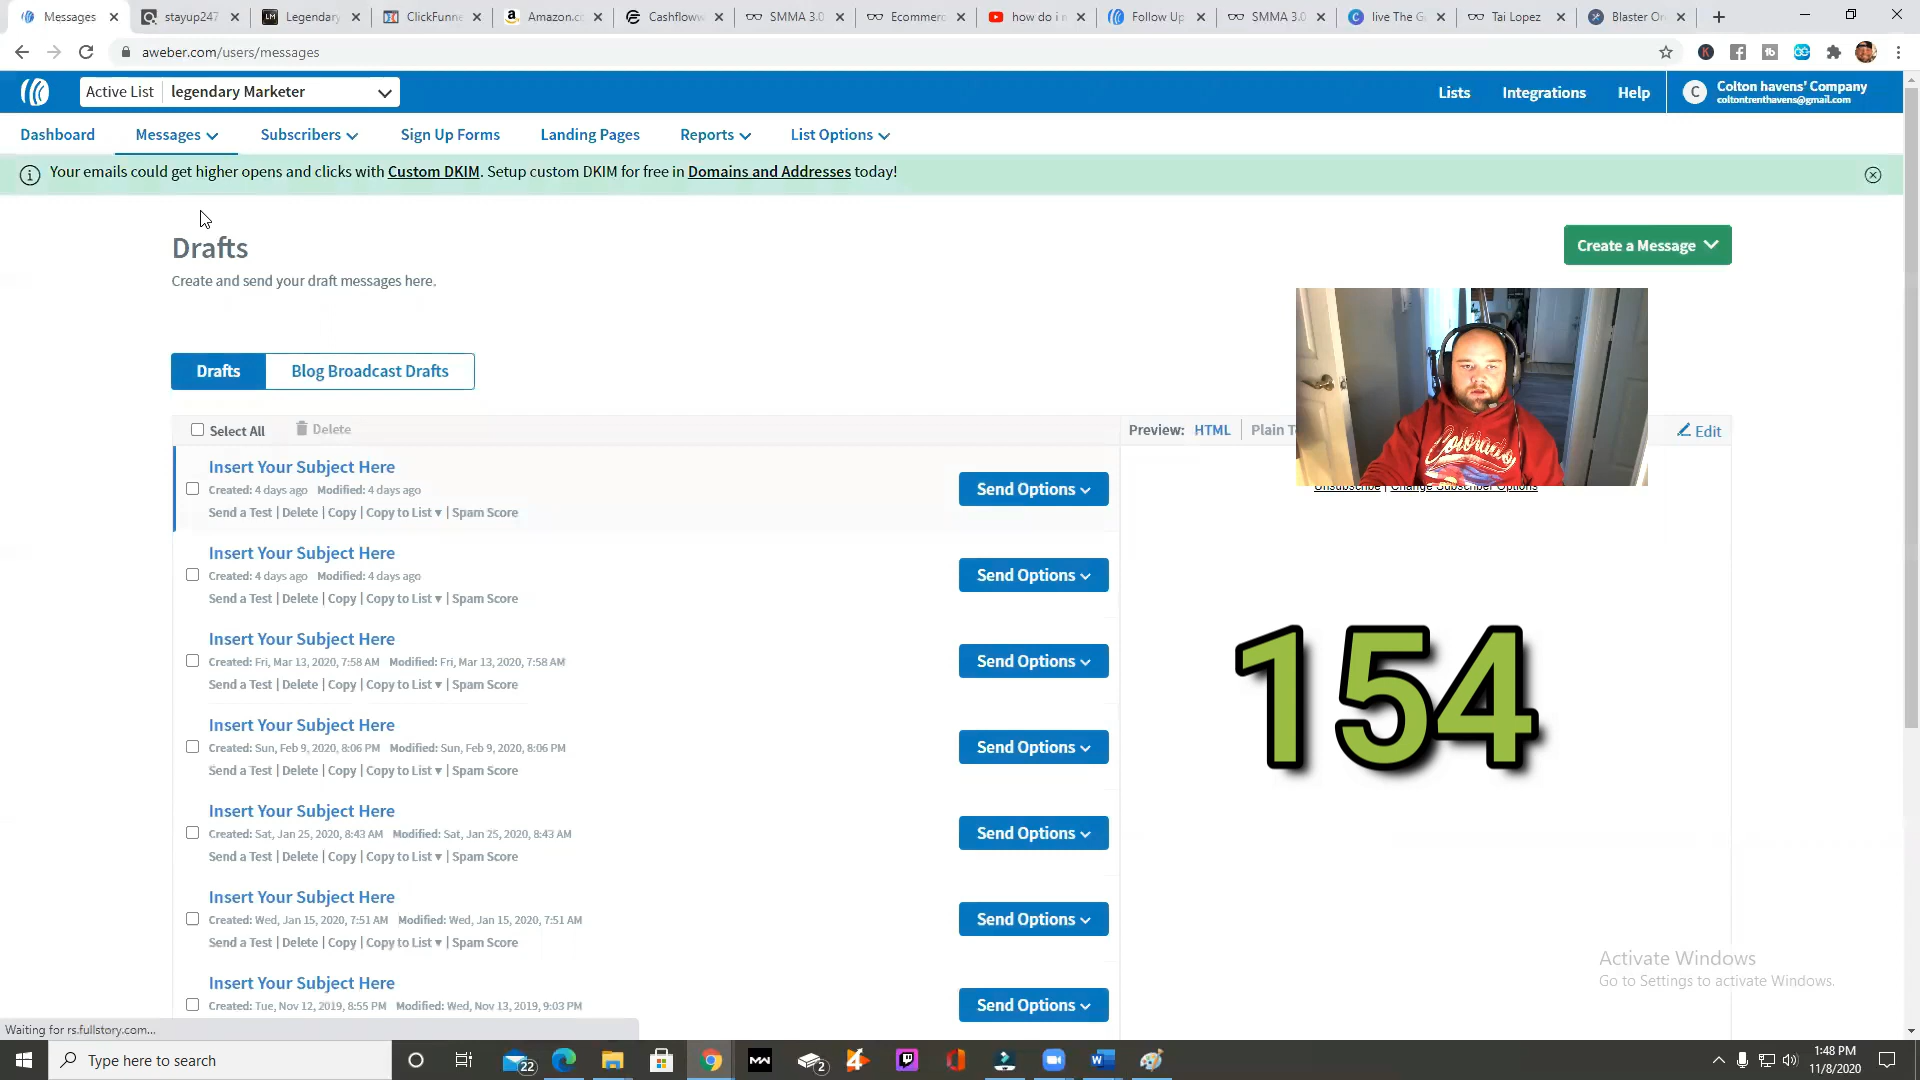 Messages
stayup247
Legendary
ClickFunne
Amazon.c
Cashflow
SMMA 3.0
Ecommer
how do i
Follow Up
SMMA 3.0
live The G
Tai Lopez
Blaster On
aweber.com/users/messages
Active List legendary Marketer
Lists Integrations Help C Colton havens' Company
coltontrenthavens@gmail.com
Dashboard Messages Subscribers Sign Up Forms Landing Pages Reports List Options
Your emails could get higher opens and clicks with Custom DKIM. Setup custom DKIM for free in Domains and Addresses today!
Drafts
Create a Message
Create and send your draft messages here.
Drafts Blog Broadcast Drafts
Select All Delete
Preview: HTML Plain T Edit
Insert Your Subject Here
Created: 4 days ago Modified: 4 days ago
Send a Test | Delete | Copy | Copy to List ▾ | Spam Score
Send Options
Unsubscribe | Change Subscriber Options
Insert Your Subject Here
Created: 4 days ago Modified: 4 days ago
Send a Test | Delete | Copy | Copy to List ▾ | Spam Score
Send Options
Insert Your Subject Here
Created: Fri, Mar 13, 2020, 7:58 AM Modified: Fri, Mar 13, 2020, 7:58 AM
Send a Test | Delete | Copy | Copy to List ▾ | Spam Score
Send Options
Insert Your Subject Here
Created: Sun, Feb 9, 2020, 8:06 PM Modified: Sun, Feb 9, 2020, 8:06 PM
Send a Test | Delete | Copy | Copy to List ▾ | Spam Score
Send Options
Insert Your Subject Here
Created: Sat, Jan 25, 2020, 8:43 AM Modified: Sat, Jan 25, 2020, 8:43 AM
Send a Test | Delete | Copy | Copy to List ▾ | Spam Score
Send Options
Insert Your Subject Here
Created: Wed, Jan 15, 2020, 7:51 AM Modified: Wed, Jan 15, 2020, 7:51 AM
Send a Test | Delete | Copy | Copy to List ▾ | Spam Score
Send Options
Insert Your Subject Here
Created: Tue, Nov 12, 2019, 8:55 PM Modified: Wed, Nov 13, 2019, 9:03 PM
Send Options
Colorado
154
Activate Windows
Go to Settings to activate Windows.
Waiting for rs.fullstory.com...
Type here to search
22
2
1:48 PM
11/8/2020